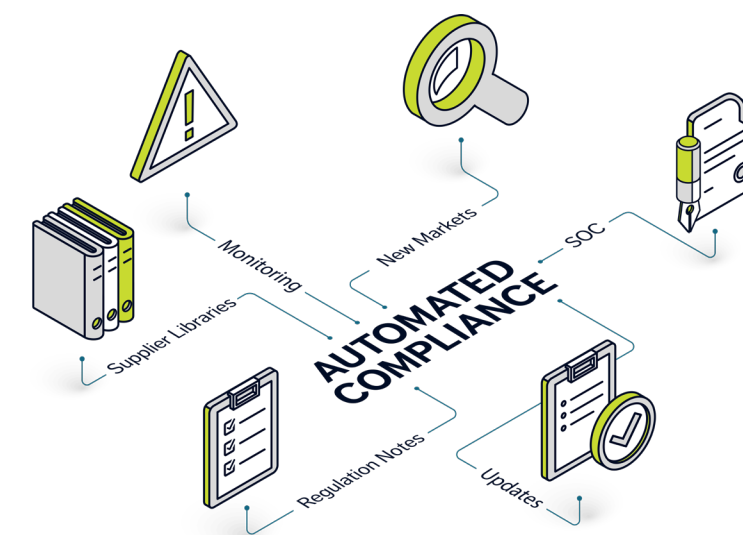 New Markets
SOC
Monitoring
Supplier Libraries
AUTOMATED
COMPLIANCE
Regulation Notes
Updates